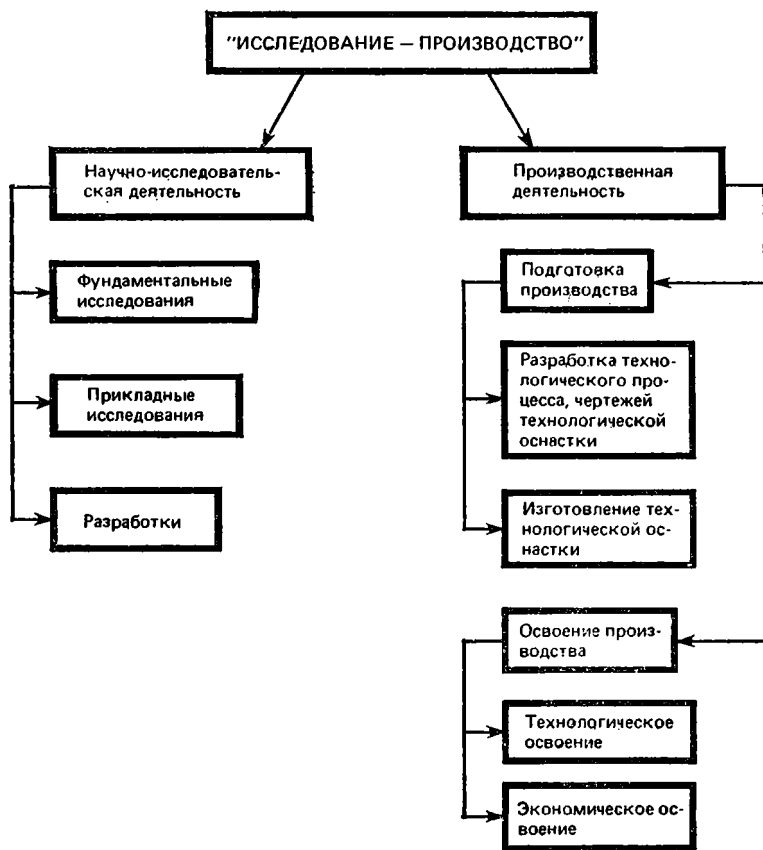 "ИССЛЕДОВАНИЕ – ПРОИЗВОДСТВО"
Научно-исследователь-
ская деятельность
Фундаментальные
исследования
Прикладные
исследования
Разработки
Производственная
деятельность
Подготовка
производства
Разработка техно-
логического про-
цесса, чертежей
технологической
оснастки
Изготовление тех-
нологической ос-
настки
Освоение произ-
водства
Технологическое
освоение
Экономическое ос-
воение